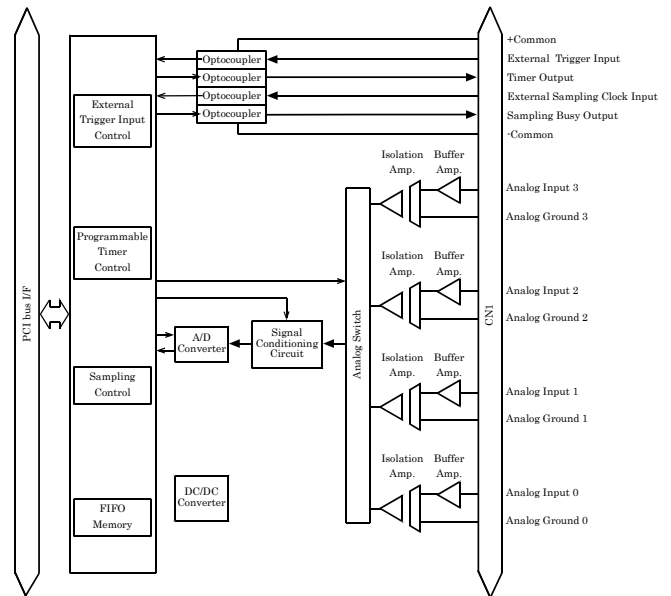 +Common
External Trigger Input
Timer Output
External Sampling Clock Input
Sampling Busy Output
-Common
Optocoupler
Optocoupler
Optocoupler
Optocoupler
External
Trigger Input
Control
Programmable
Timer
Control
Sampling
Control
FIFO
Memory
PCI bus I/F
A/D
Converter
Signal
Conditioning
Circuit
DC/DC
Converter
Analog Switch
Isolation
Amp.
Buffer
Amp.
Analog Input 3
Analog Ground 3
Isolation
Amp.
Buffer
Amp.
Analog Input 2
Analog Ground 2
Isolation
Amp.
Buffer
Amp.
Analog Input 1
Analog Ground 1
Isolation
Amp.
Buffer
Amp.
Analog Input 0
Analog Ground 0
CN1